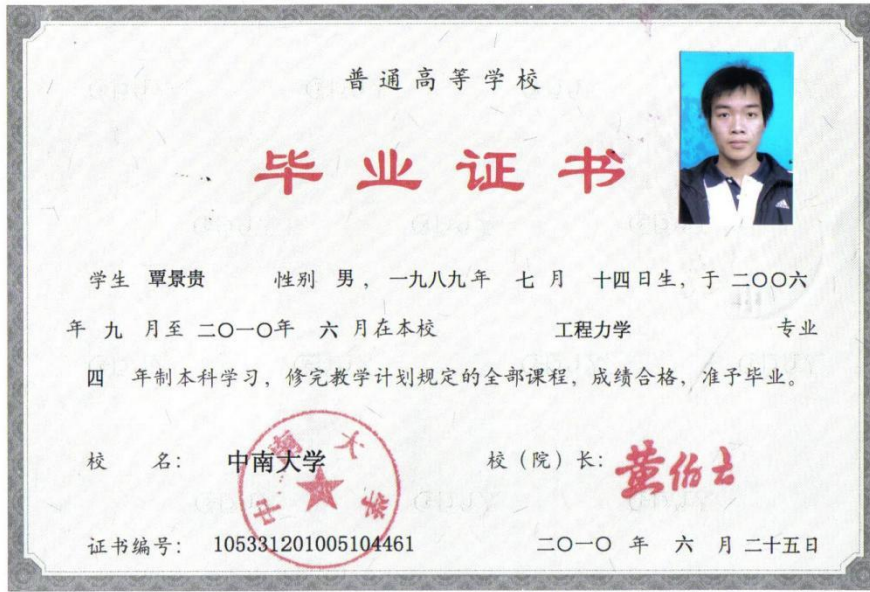 普通高等学校
毕业证书
学生 覃景贵 性别 男，一九八九年 七 月 十四日生，于 二〇〇六
年 九 月至 二〇一〇年 六 月在本校 工程力学 专业
四 年制本科学习，修完教学计划规定的全部课程，成绩合格，准予毕业。
校 名： 中南大学 校（院）长：黄伯云
中南大学
证书编号： 105331201005104461 二〇一〇 年 六 月 二十五日